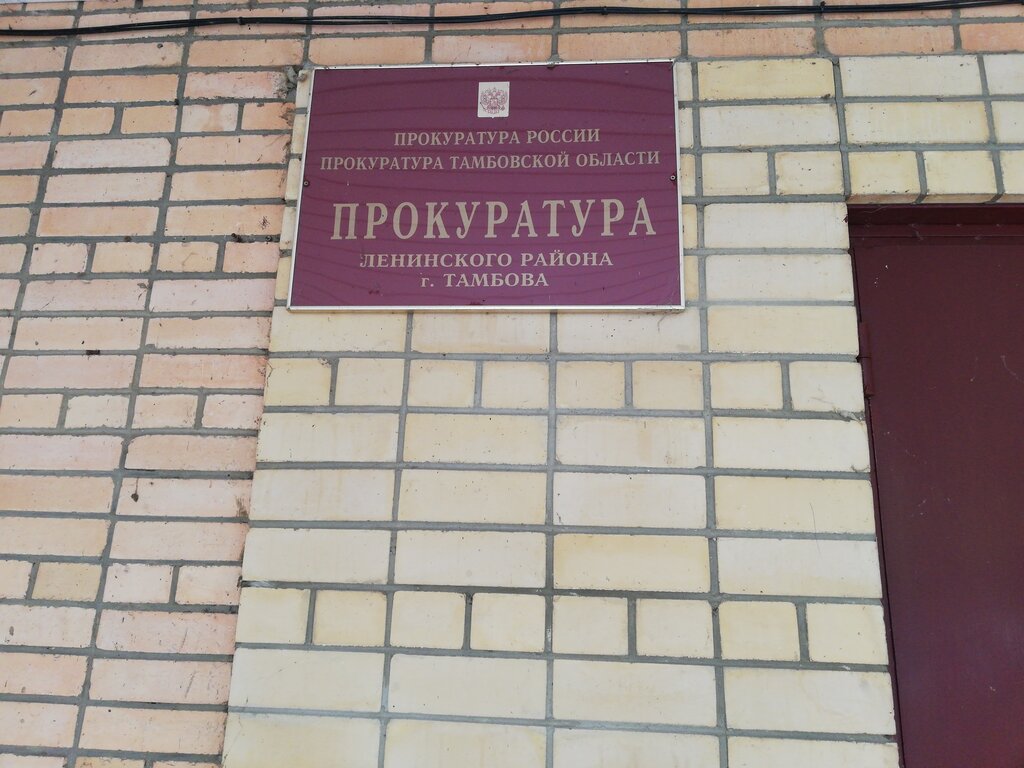 ПРОКУРАТУРА РОССИИ
ПРОКУРАТУРА ТАМБОВСКОЙ ОБЛАСТИ
ПРОКУРАТУРА
ЛЕНИНСКОГО РАЙОНА
г. ТАМБОВА